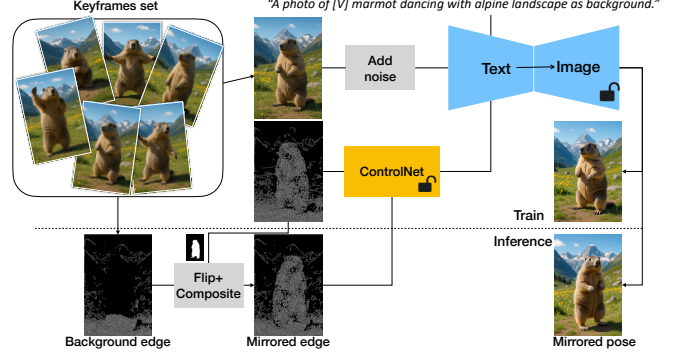 Keyframes set
“A photo of [V] marmot dancing with alpine landscape as background.”
Add
noise
Text
Image
ControlNet
Train
Inference
Flip+
Composite
Background edge
Mirrored edge
Mirrored pose